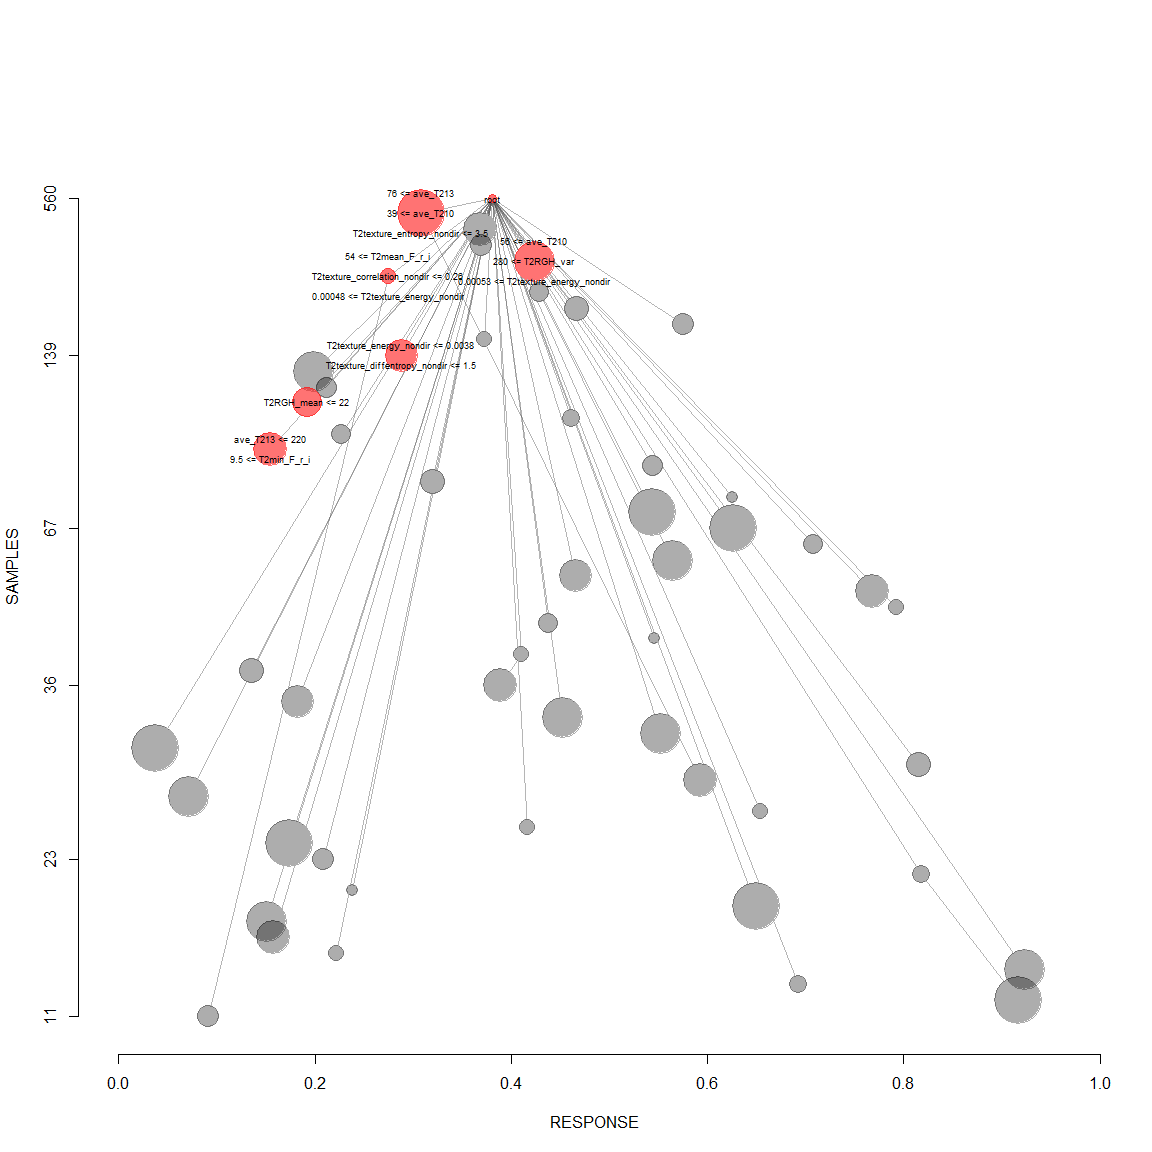 76 <= ave_T213
root
560
39 <= ave_T210
T2texture_entropy_nondir <= 3.5
56 <= ave_T210
54 <= T2mean_F_r_i
280 <= T2RGH_var
T2texture_correlation_nondir <= 0.28
0.00053 <= T2texture_energy_nondir
0.00048 <= T2texture_energy_nondir
T2texture_energy_nondir <= 0.0038
139
T2texture_diffentropy_nondir <= 1.5
T2RGH_mean <= 22
ave_T213 <= 220
9.5 <= T2min_F_r_i
67
SAMPLES
36
23
11
0.0 0.2 0.4 0.6 0.8 1.0
RESPONSE